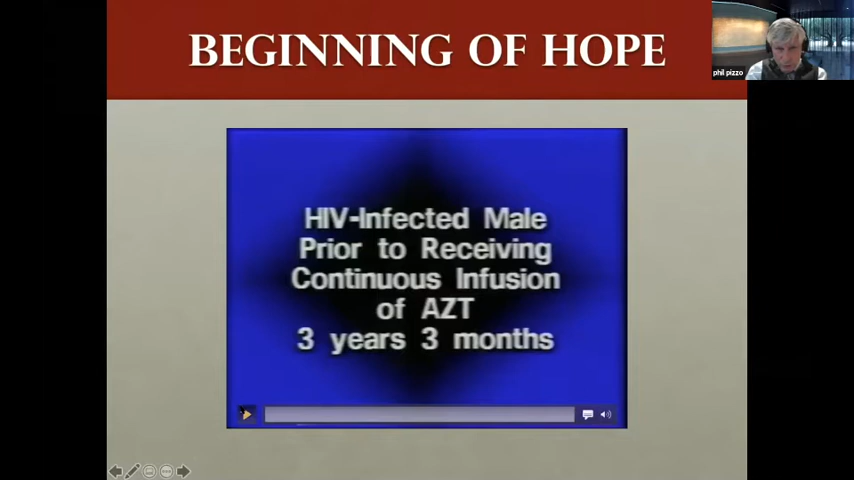 BEGINNING OF HOPE
phil pizzo
HIV-Infected Male
Prior to Receiving
Continuous Infusion
of AZT
3 years 3 months